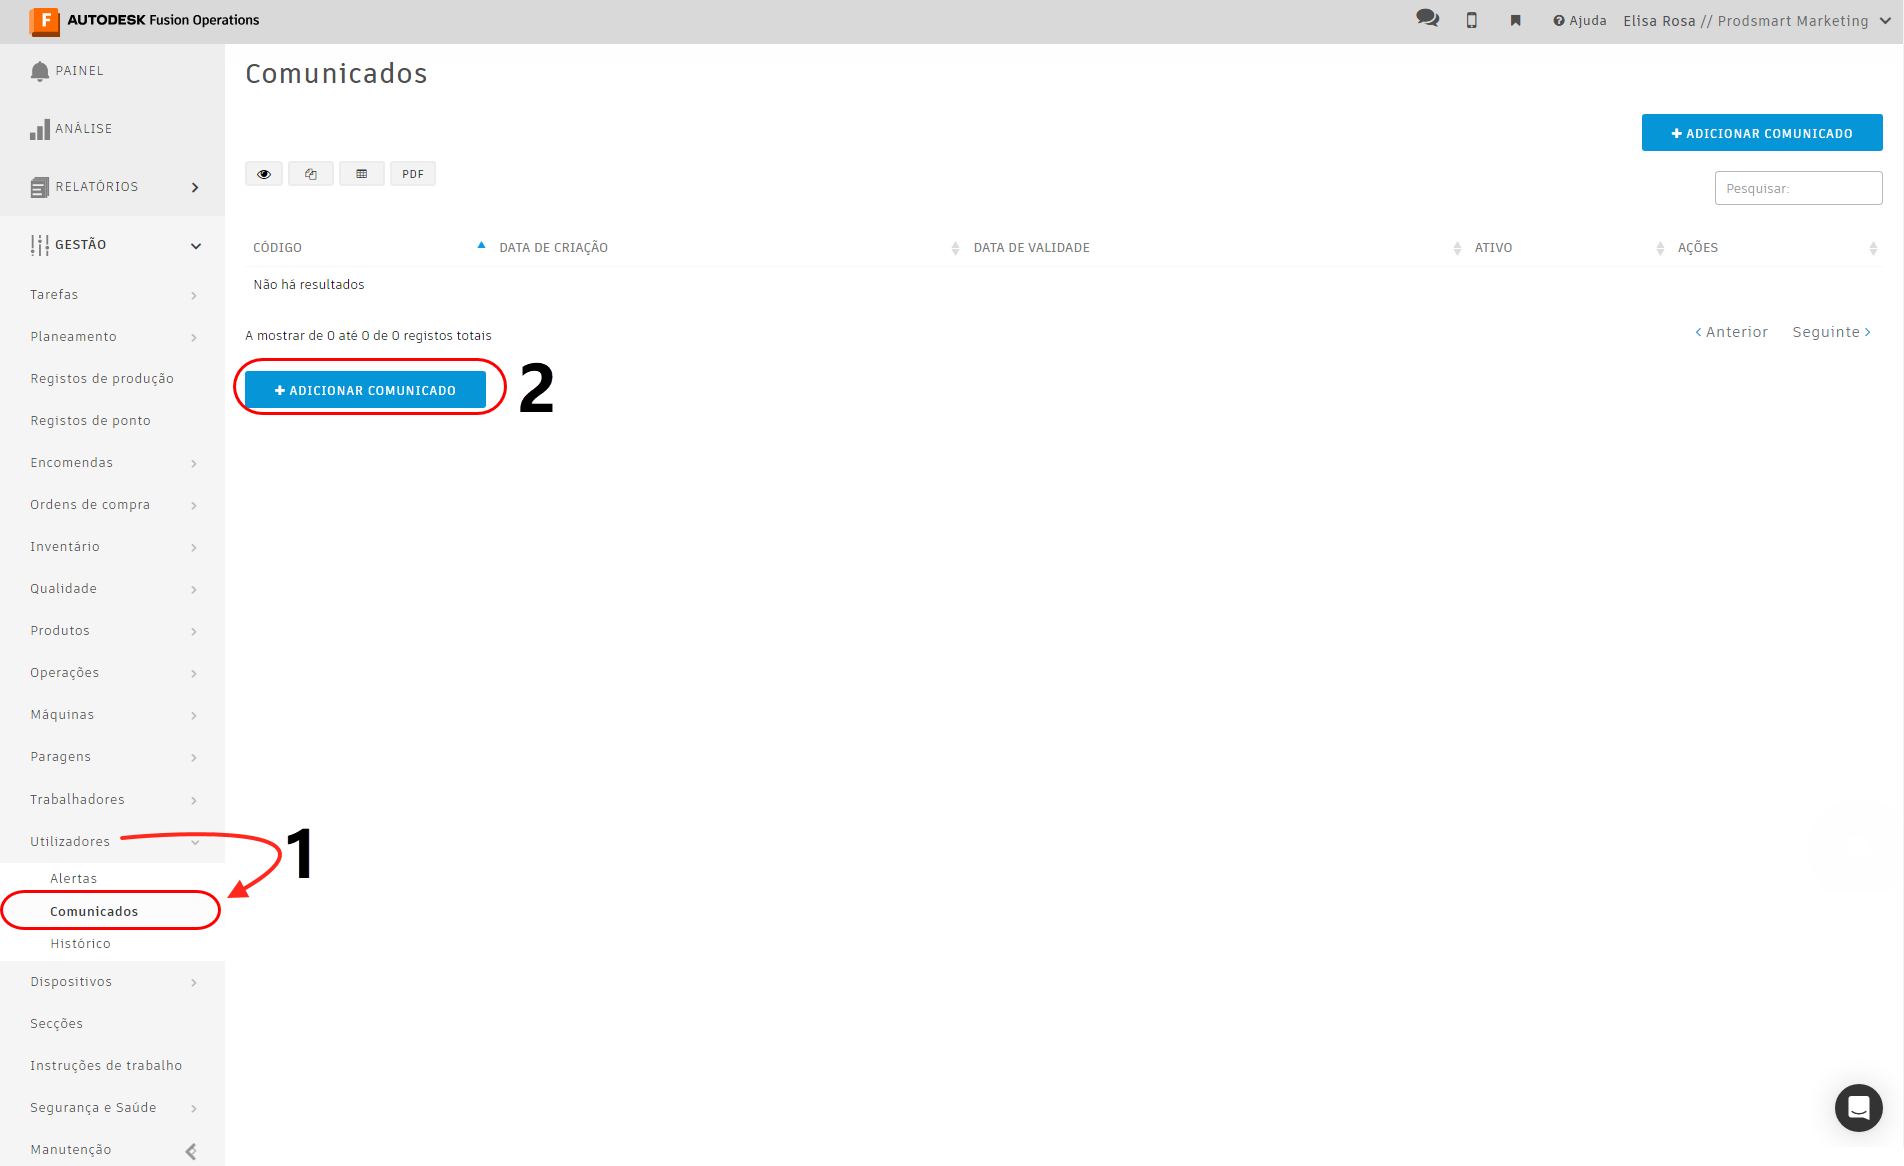 F AUTODESK Fusion Operations
Ajuda
Elisa Rosa // Prodsmart Marketing
PAINEL
ANÁLISE
RELATÓRIOS
GESTÃO
Tarefas
Planeamento
Registos de produção
Registos de ponto
Encomendas
Ordens de compra
Inventário
Qualidade
Produtos
Operações
Máquinas
Paragens
Trabalhadores
Utilizadores
1
Alertas
Comunicados
Histórico
Dispositivos
Secções
Instruções de trabalho
Segurança e Saúde
Manutenção
Comunicados
+ ADICIONAR COMUNICADO
PDF
Pesquisar:
CÓDIGO DATA DE CRIAÇÃO DATA DE VALIDADE ATIVO AÇÕES
Não há resultados
A mostrar de 0 até 0 de 0 registos totais
< Anterior Seguinte >
+ ADICIONAR COMUNICADO
2